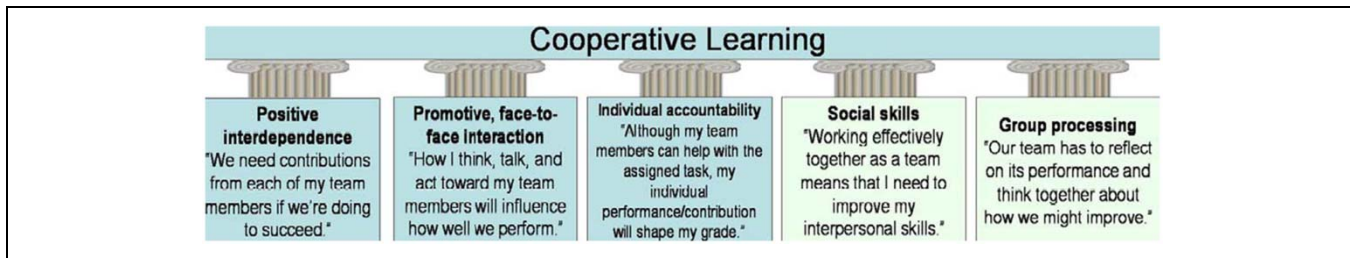 Cooperative Learning
Positive
interdependence
"We need contributions
from each of my team
members if we're doing
to succeed."
Promotive, face-to-
face interaction
"How I think, talk, and
act toward my team
members will influence
how well we perform."
Individual accountability
"Although my team
members can help with the
assigned task, my
individual
performance/contribution
will shape my grade."
Social skills
"Working effectively
together as a team
means that I need to
improve my
interpersonal skills."
Group processing
"Our team has to reflect
on its performance and
think together about
how we might improve."